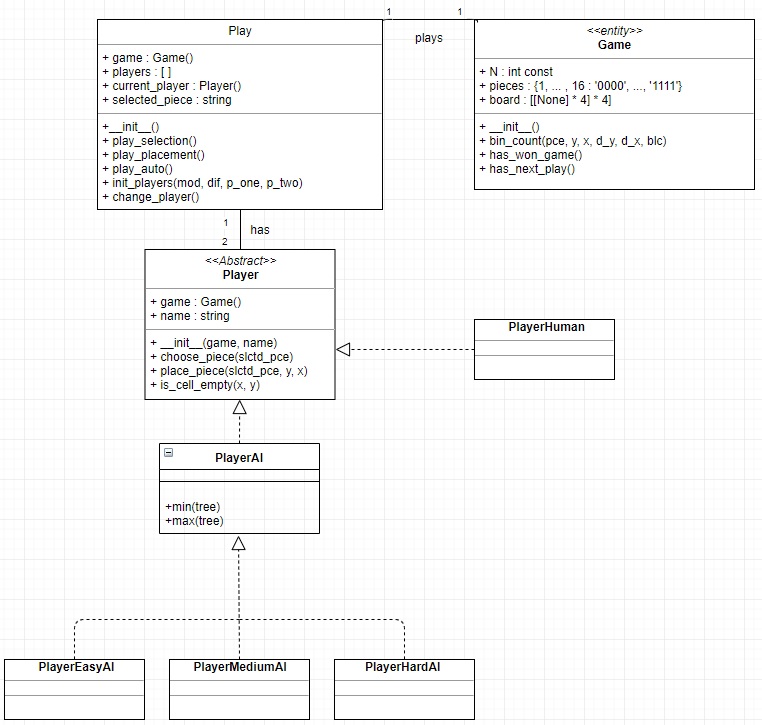 Play
+ game : Game()
+ players : [ ]
+ current_player : Player()
+ selected_piece : string
+__init__()
+ play_selection()
+ play_placement()
+ play_auto()
+ init_players(mod, dif, p_one, p_two)
+ change_player()
1
1
plays
<<entity>>
Game
+ N : int const
+ pieces : {1, ... , 16 : '0000', ..., '1111'}
+ board : [[None] * 4] * 4]
+ __init__()
+ bin_count(pce, y, x, d_y, d_x, blc)
+ has_won_game()
+ has_next_play()
1
has
2
<<Abstract>>
Player
+ game : Game()
+ name : string
+ __init__(game, name)
+ choose_piece(slctd_pce)
+ place_piece(slctd_pce, y, x)
+ is_cell_empty(x, y)
PlayerHuman
PlayerAI
+min(tree)
+max(tree)
PlayerEasyAI
PlayerMediumAI
PlayerHardAI